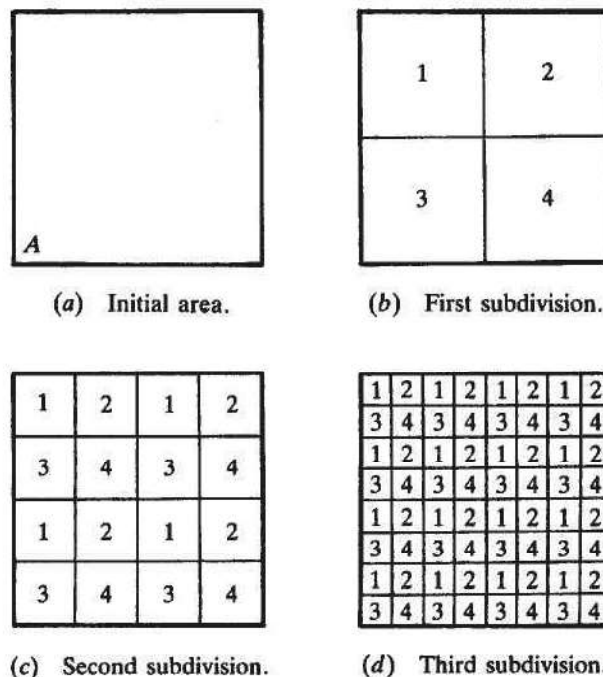 A
1 2
3 4
(a) Initial area.
(b) First subdivision.
1 2 1 2
3 4 3 4
1 2 1 2
3 4 3 4
1 2 1 2 1 2 1 2
3 4 3 4 3 4 3 4
1 2 1 2 1 2 1 2
3 4 3 4 3 4 3 4
1 2 1 2 1 2 1 2
3 4 3 4 3 4 3 4
1 2 1 2 1 2 1 2
3 4 3 4 3 4 3 4
(c) Second subdivision.
(d) Third subdivision.